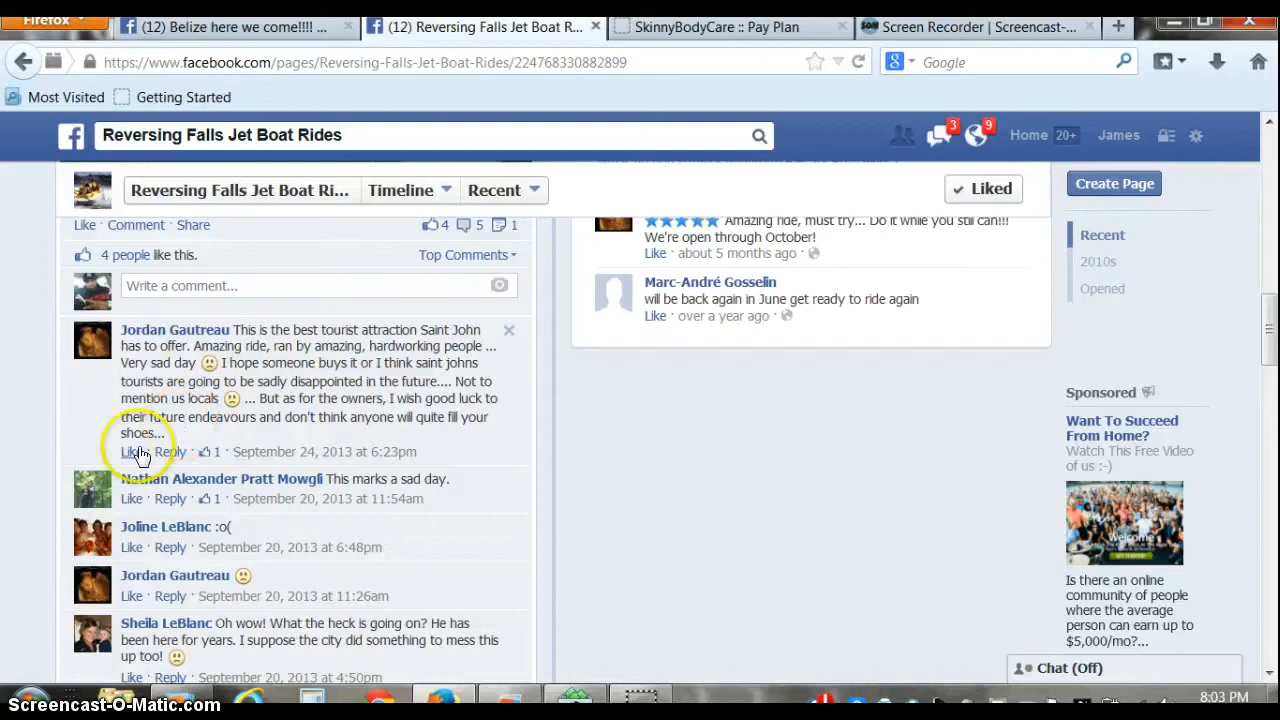 Firefox
(12) Belize here we come!!!! ...
(12) Reversing Falls Jet Boat R...
SkinnyBodyCare :: Pay Plan
Screen Recorder | Screencast-...
https://www.facebook.com/pages/Reversing-Falls-Jet-Boat-Rides/224768330882899
Google
Most Visited
Getting Started
Reversing Falls Jet Boat Rides
3
9
Home 20+
James
Reversing Falls Jet Boat Ri...
Timeline
Recent
Liked
Create Page
Like · Comment · Share
4 5 1
4 people like this.
Top Comments
Write a comment...
Jordan Gautreau This is the best tourist attraction Saint John
has to offer. Amazing ride, ran by amazing, hardworking people ...
Very sad day I hope someone buys it or I think saint johns
tourists are going to be sadly disappointed in the future.... Not to
mention us locals ... But as for the owners, I wish good luck to
their future endeavours and don't think anyone will quite fill your
shoes...
Like · Reply · 1 · September 24, 2013 at 6:23pm
Nathan Alexander Pratt Mowgli This marks a sad day.
Like · Reply · 1 · September 20, 2013 at 11:54am
Joline LeBlanc :o(
Like · Reply · September 20, 2013 at 6:48pm
Jordan Gautreau
Like · Reply · September 20, 2013 at 11:26am
Sheila LeBlanc Oh wow! What the heck is going on? He has
been here for years. I suppose the city did something to mess this
up too!
Like · Reply · September 20, 2013 at 4:50pm
Amazing ride, must try... Do it while you still can!!!
We're open through October!
Like · about 5 months ago ·
Marc-André Gosselin
will be back again in June get ready to ride again
Like · over a year ago ·
Recent
2010s
Opened
Sponsored
Want To Succeed
From Home?
Watch This Free Video
of us :-)
Welcome
Is there an online
community of people
where the average
person can earn up to
$5,000/mo?...
Chat (Off)
8:03 PM
Screencast-O-Matic.com